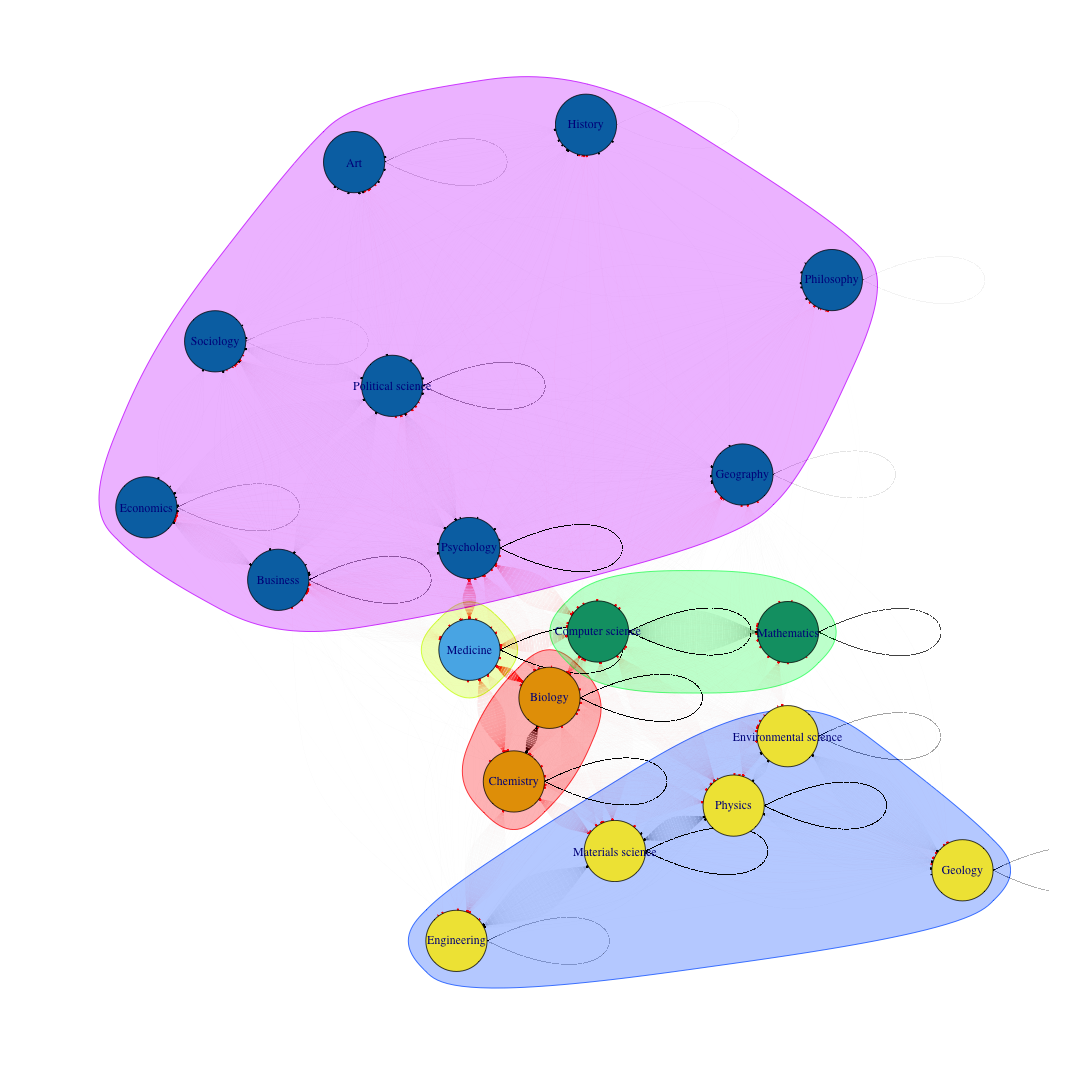 History
Art
Philosophy
Sociology
Political science
Geography
Economics
Psychology
Business
Computer science
Mathematics
Medicine
Biology
Environmental science
Chemistry
Physics
Materials science
Geology
Engineering